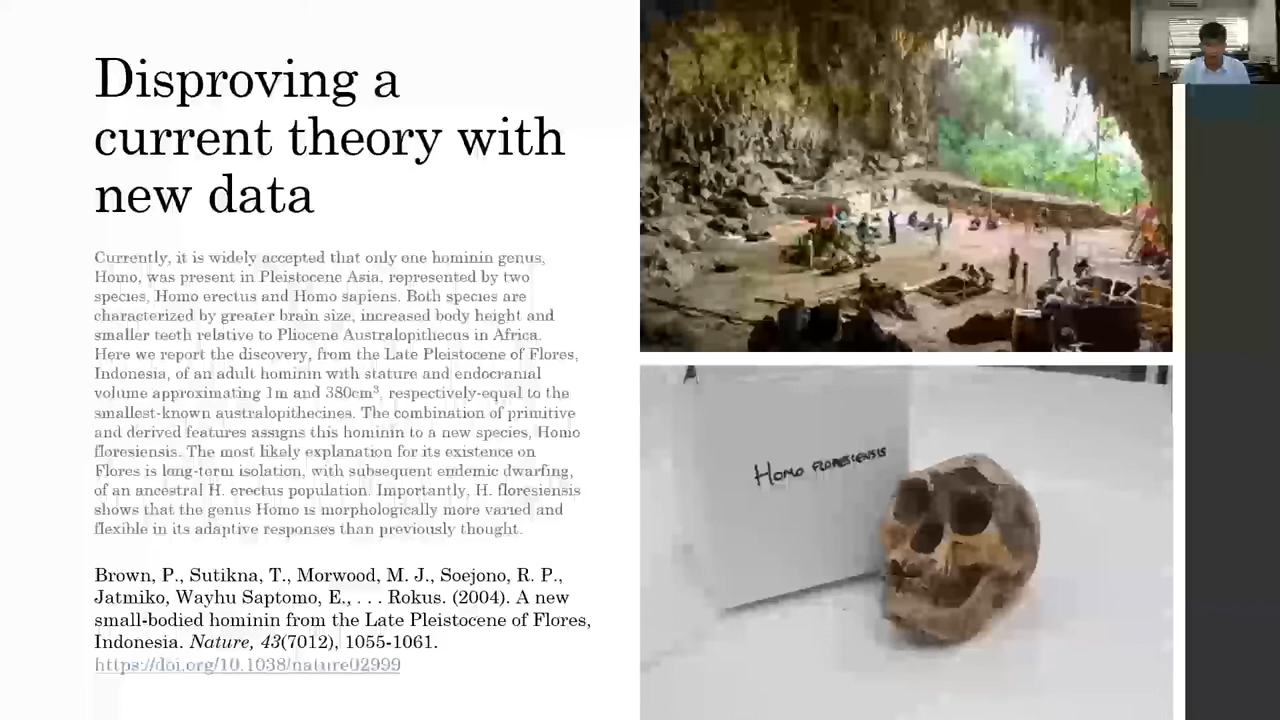 Disproving a
current theory with
new data
Currently, it is widely accepted that only one hominin genus,
Homo, was present in Pleistocene Asia, represented by two
species, Homo erectus and Homo sapiens. Both species are
characterized by greater brain size, increased body height and
smaller teeth relative to Pliocene Australopithecus in Africa.
Here we report the discovery, from the Late Pleistocene of Flores,
Indonesia, of an adult hominin with stature and endocranial
volume approximating 1m and 380cm³, respectively-equal to the
smallest-known australopithecines. The combination of primitive
and derived features assigns this hominin to a new species, Homo
floresiensis. The most likely explanation for its existence on
Flores is long-term isolation, with subsequent endemic dwarfing,
of an ancestral H. erectus population. Importantly, H. floresiensis
shows that the genus Homo is morphologically more varied and
flexible in its adaptive responses than previously thought.
Brown, P., Sutikna, T., Morwood, M. J., Soejono, R. P.,
Jatmiko, Wayhu Saptomo, E., . . . Rokus. (2004). A new
small-bodied hominin from the Late Pleistocene of Flores,
Indonesia. Nature, 43(7012), 1055-1061.
https://doi.org/10.1038/nature02999
HOMO FLORESIENSIS